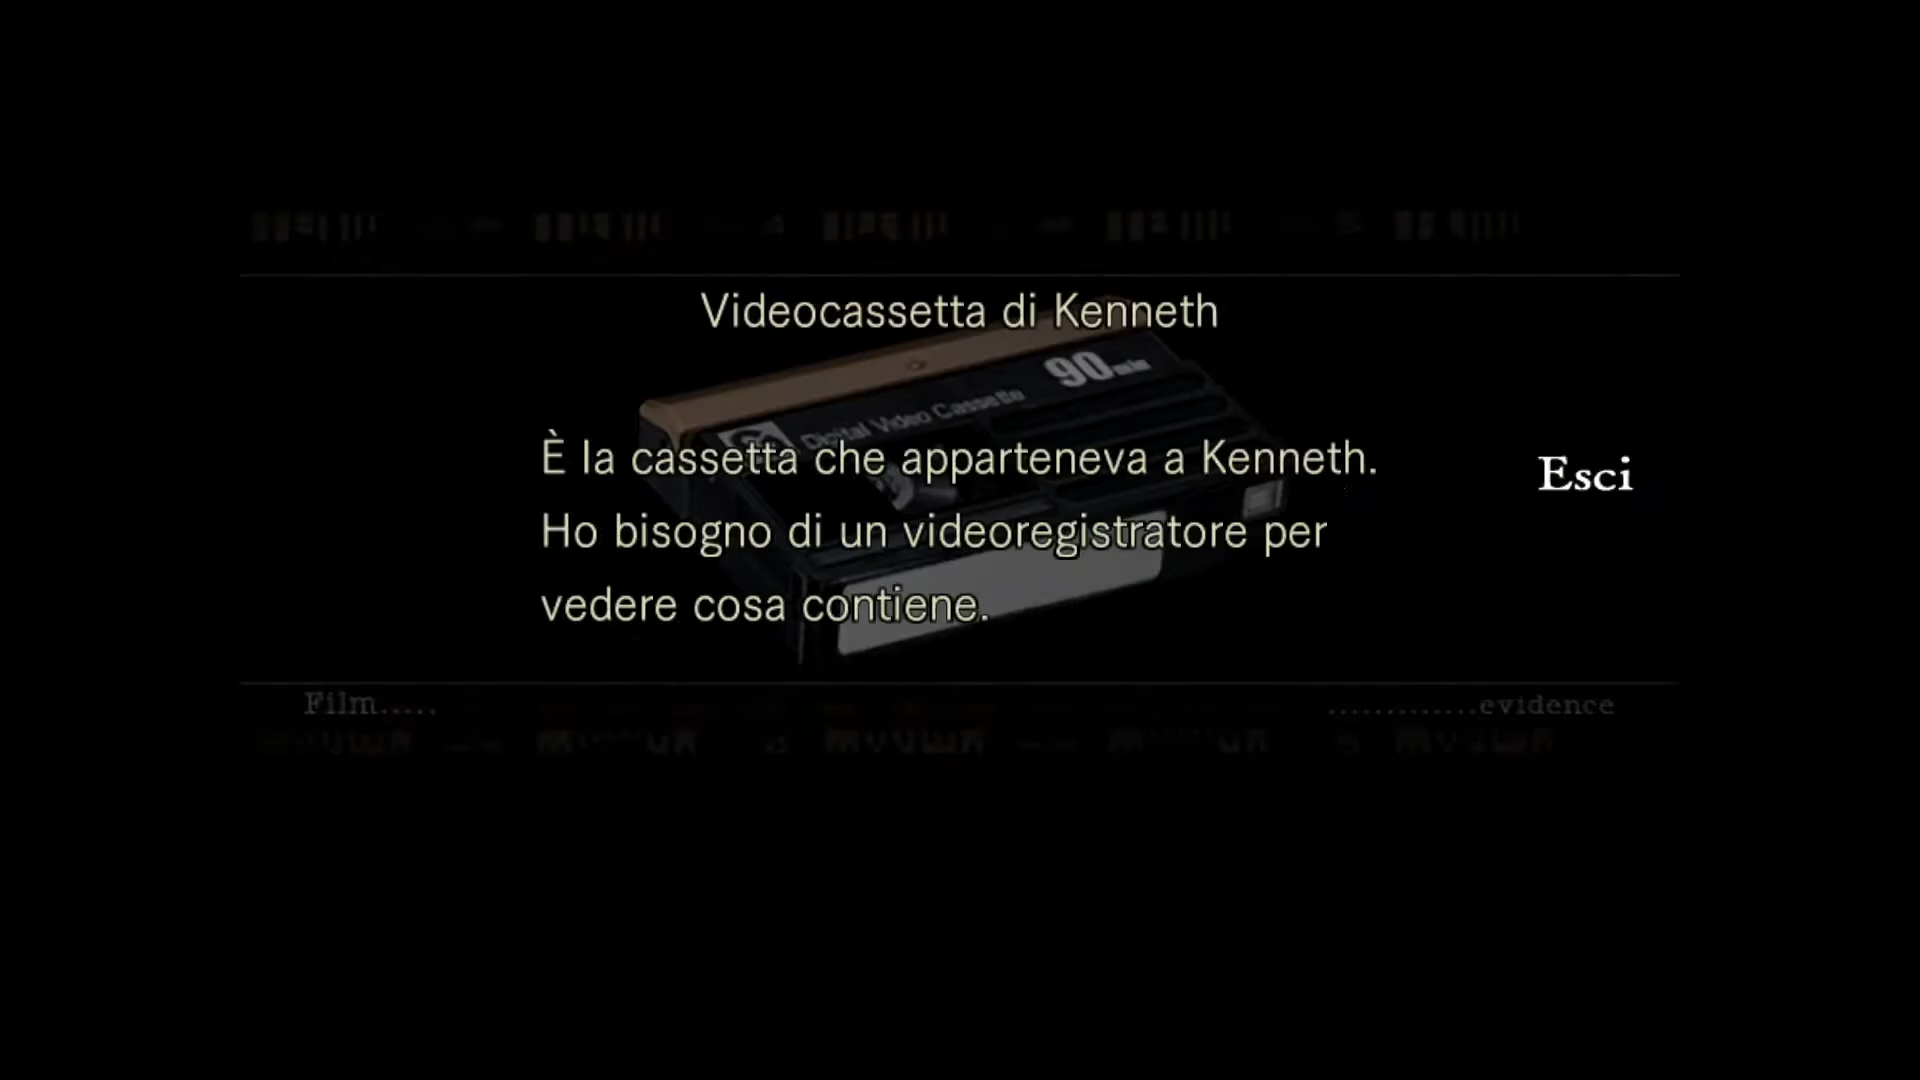 Videocassetta di Kenneth
90min
Digital Video Cassette
È la cassetta che apparteneva a Kenneth.
Ho bisogno di un videoregistratore per
vedere cosa contiene.
Esci
Film.....
.............evidence